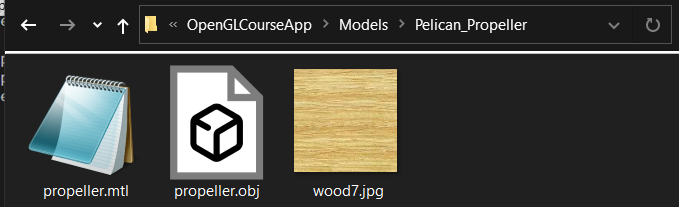 « OpenGLCourseApp > Models > Pelican_Propeller
propeller.mtl
propeller.obj
wood7.jpg